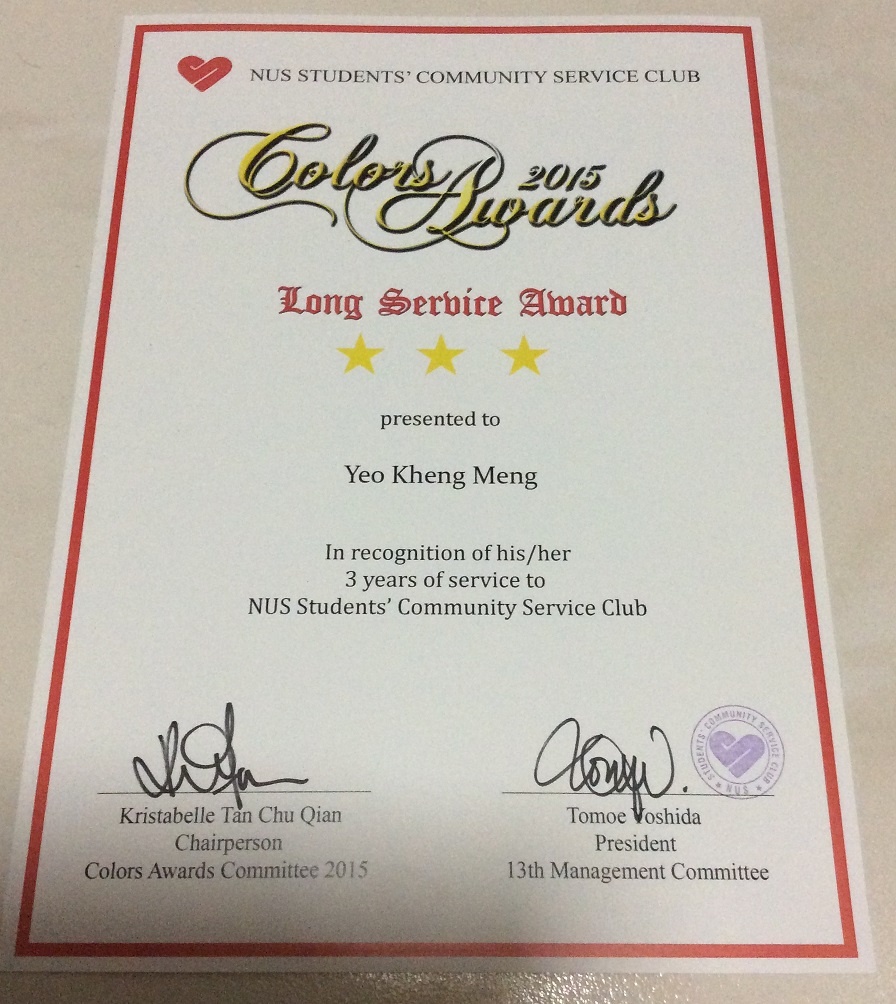 NUS STUDENTS' COMMUNITY SERVICE CLUB
Colors 2015
Awards
Long Service Award
presented to
Yeo Kheng Meng
In recognition of his/her
3 years of service to
NUS Students' Community Service Club
Kristabelle Tan Chu Qian
Chairperson
Colors Awards Committee 2015
STUDENTS' COMMUNITY SERVICE CLUB
NUS
Tomoe Yoshida
President
13th Management Committee